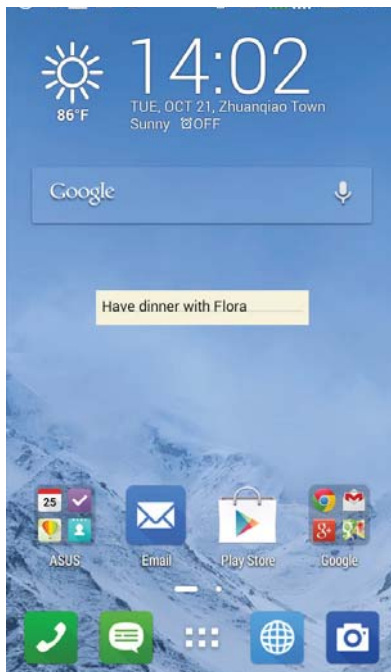 14:02
86°F
TUE, OCT 21, Zhuanqiao Town
Sunny OFF
Google
Have dinner with Flora
25
8+
ASUS
Email
Play Store
Google